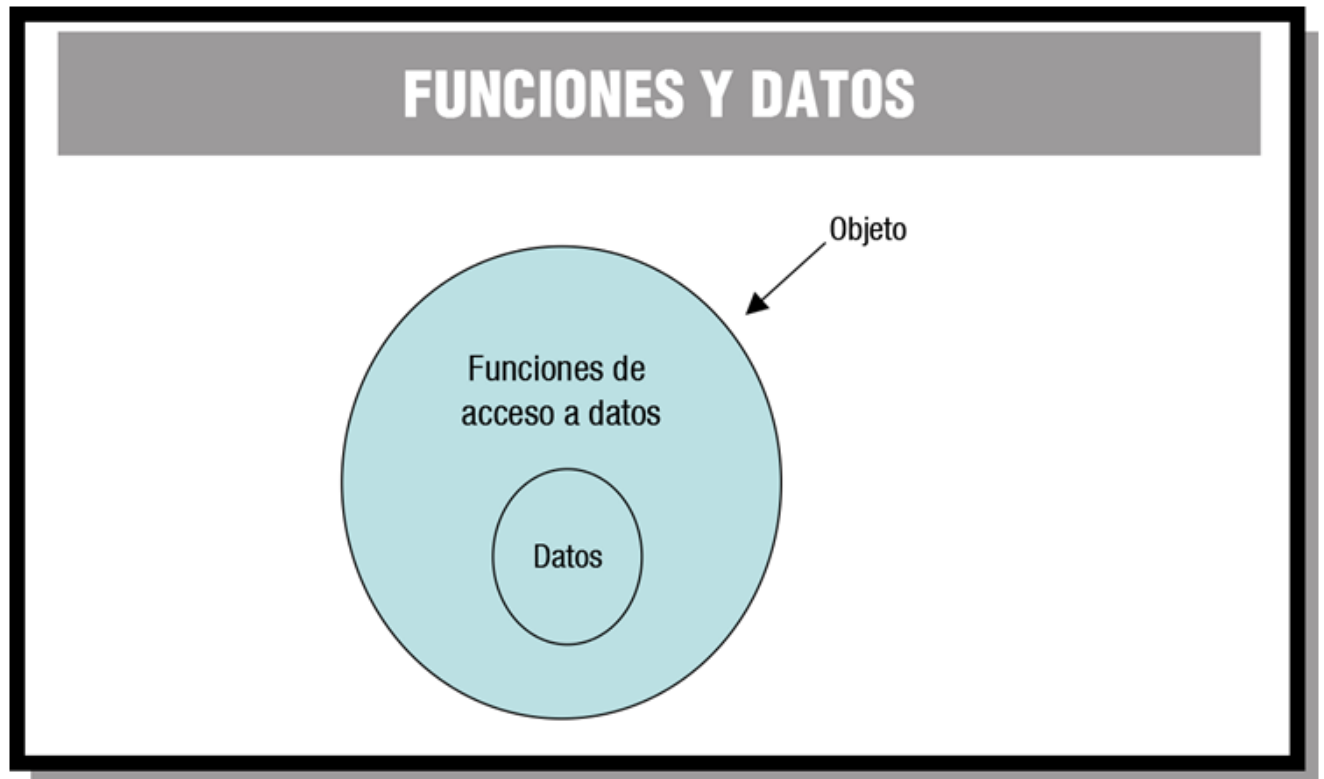 FUNCIONES Y DATOS
Objeto
Funciones de
acceso a datos
Datos